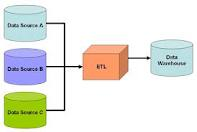 Data Source A
Data Source B
Data Source C
ETL
Data
Warehouse